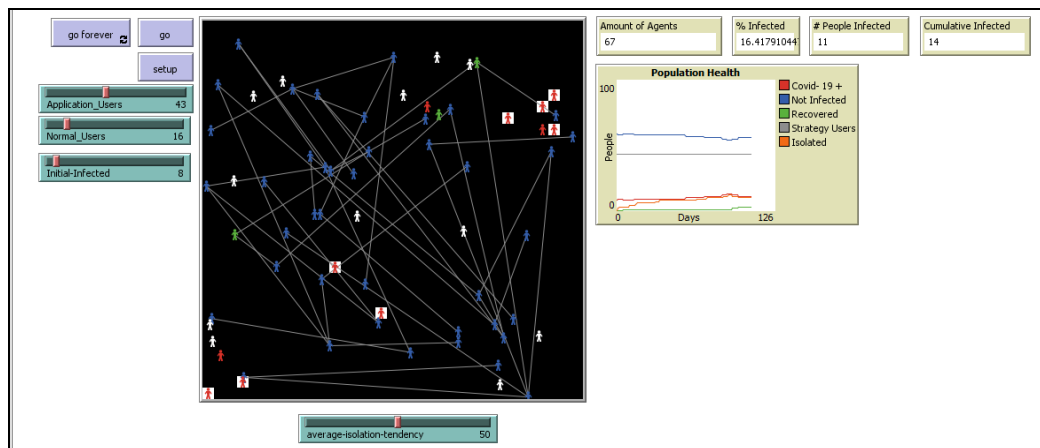 go forever
go
setup
Application_Users 43
Normal_Users 16
Initial-Infected 8
average-isolation-tendency 50
Amount of Agents
67
% Infected
16.41791044
# People Infected
11
Cumulative Infected
14
Population Health
100
People
0
0
Days
126
Covid- 19 +
Not Infected
Recovered
Strategy Users
Isolated